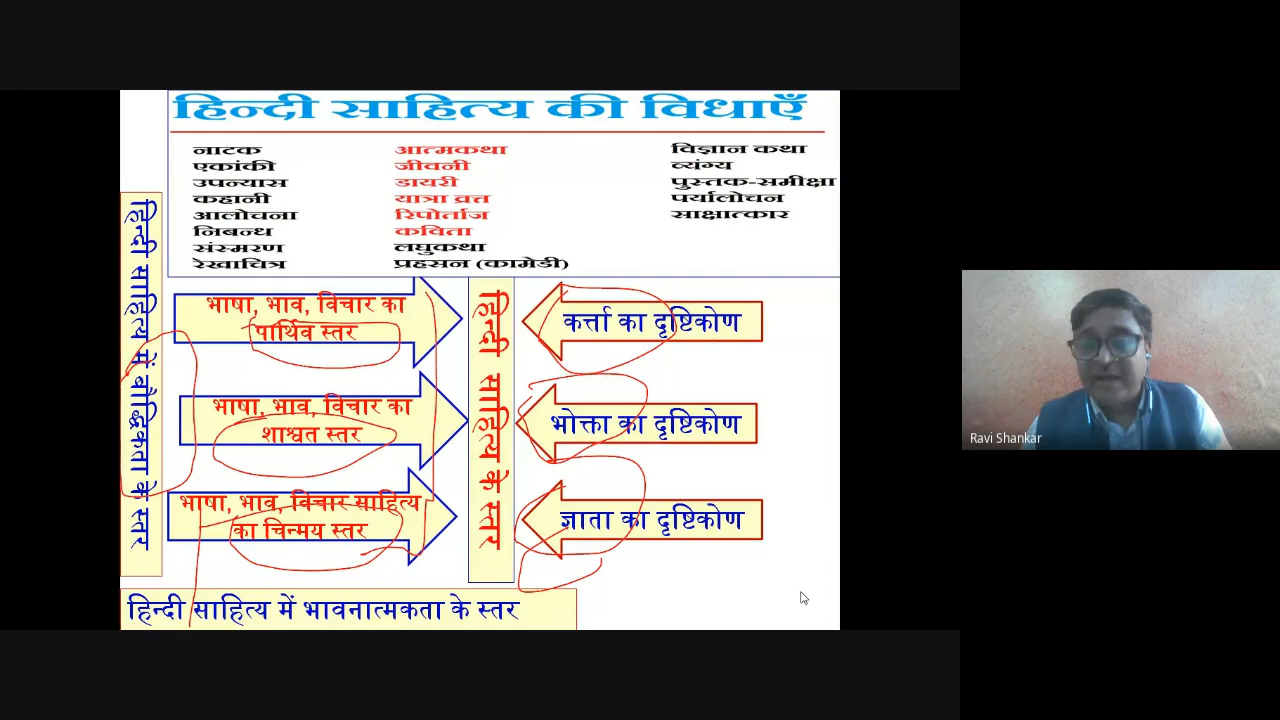 हिन्दी साहित्य की विधाएँ
नाटक
एकांकी
उपन्यास
कहानी
आलोचना
निबन्ध
संस्मरण
रेखाचित्र
आत्मकथा
जीवनी
डायरी
यात्रा व्रत्त
रिपोर्ताज
कविता
लघुकथा
प्रहसन (कामेडी)
विज्ञान कथा
व्यंग्य
पुस्तक-समीक्षा
पर्यालोचन
साक्षात्कार
हिन्दी साहित्य में बौद्धिकता के स्तर
भाषा, भाव, विचार का
पार्थिव स्तर
भाषा, भाव, विचार का
शाश्वत स्तर
भाषा, भाव, विचार साहित्य
का चिन्मय स्तर
हिन्दी साहित्य के स्तर
कर्त्ता का दृष्टिकोण
भोक्ता का दृष्टिकोण
ज्ञाता का दृष्टिकोण
हिन्दी साहित्य में भावनात्मकता के स्तर
Ravi Shankar